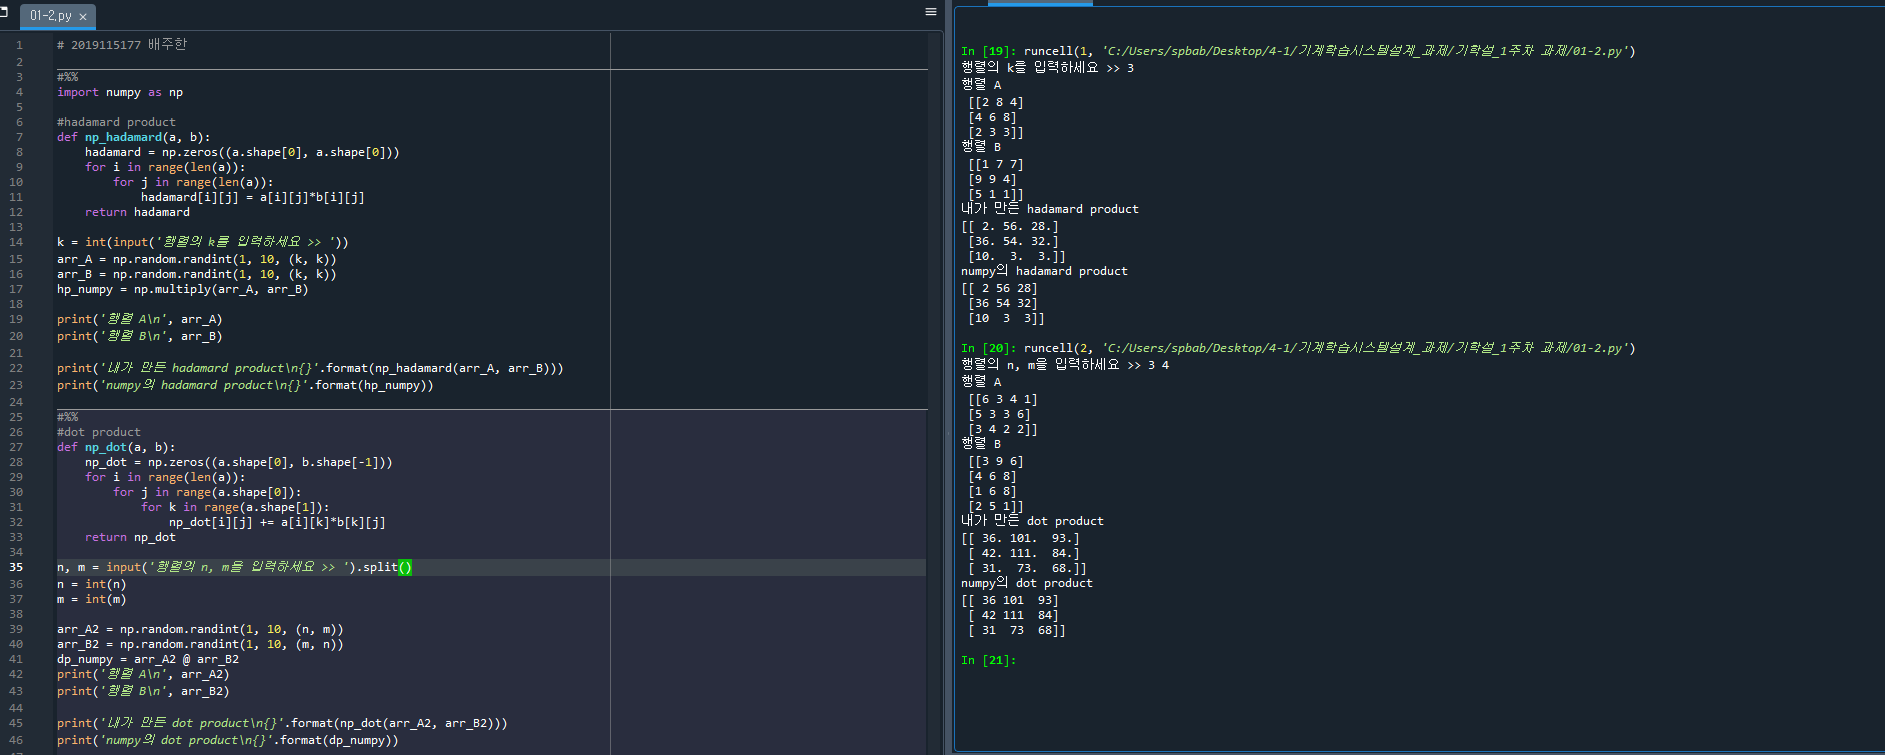 01-2.py
1 # 2019115177 배주한
2
3 #%%
4 import numpy as np
5
6 #hadamard product
7 def np_hadamard(a, b):
8     hadamard = np.zeros((a.shape[0], a.shape[0]))
9     for i in range(len(a)):
10         for j in range(len(a)):
11             hadamard[i][j] = a[i][j]*b[i][j]
12     return hadamard
13
14 k = int(input('행렬의 k를 입력하세요 >> '))
15 arr_A = np.random.randint(1, 10, (k, k))
16 arr_B = np.random.randint(1, 10, (k, k))
17 hp_numpy = np.multiply(arr_A, arr_B)
18
19 print('행렬 A\n', arr_A)
20 print('행렬 B\n', arr_B)
21
22 print('내가 만든 hadamard product\n{}'.format(np_hadamard(arr_A, arr_B)))
23 print('numpy의 hadamard product\n{}'.format(hp_numpy))
24
25 #%%
26 #dot product
27 def np_dot(a, b):
28     np_dot = np.zeros((a.shape[0], b.shape[-1]))
29     for i in range(len(a)):
30         for j in range(a.shape[0]):
31             for k in range(a.shape[1]):
32                 np_dot[i][j] += a[i][k]*b[k][j]
33     return np_dot
34
35 n, m = input('행렬의 n, m을 입력하세요 >> ').split()
36 n = int(n)
37 m = int(m)
38
39 arr_A2 = np.random.randint(1, 10, (n, m))
40 arr_B2 = np.random.randint(1, 10, (m, n))
41 dp_numpy = arr_A2 @ arr_B2
42 print('행렬 A\n', arr_A2)
43 print('행렬 B\n', arr_B2)
44
45 print('내가 만든 dot product\n{}'.format(np_dot(arr_A2, arr_B2)))
46 print('numpy의 dot product\n{}'.format(dp_numpy))
In [19]: runcell(1, 'C:/Users/spbab/Desktop/4-1/기계학습시스템설계_과제/기학설_1주차 과제/01-2.py')
행렬의 k를 입력하세요 >> 3
행렬 A
 [[2 8 4]
 [4 6 8]
 [2 3 3]]
행렬 B
 [[1 7 7]
 [9 9 4]
 [5 1 1]]
내가 만든 hadamard product
[[ 2. 56. 28.]
 [36. 54. 32.]
 [10.  3.  3.]]
numpy의 hadamard product
[[ 2 56 28]
 [36 54 32]
 [10  3  3]]
In [20]: runcell(2, 'C:/Users/spbab/Desktop/4-1/기계학습시스템설계_과제/기학설_1주차 과제/01-2.py')
행렬의 n, m을 입력하세요 >> 3 4
행렬 A
 [[6 3 4 1]
 [5 3 3 6]
 [3 4 2 2]]
행렬 B
 [[3 9 6]
 [4 6 8]
 [1 6 8]
 [2 5 1]]
내가 만든 dot product
[[ 36. 101.  93.]
 [ 42. 111.  84.]
 [ 31.  73.  68.]]
numpy의 dot product
[[ 36 101  93]
 [ 42 111  84]
 [ 31  73  68]]
In [21]: